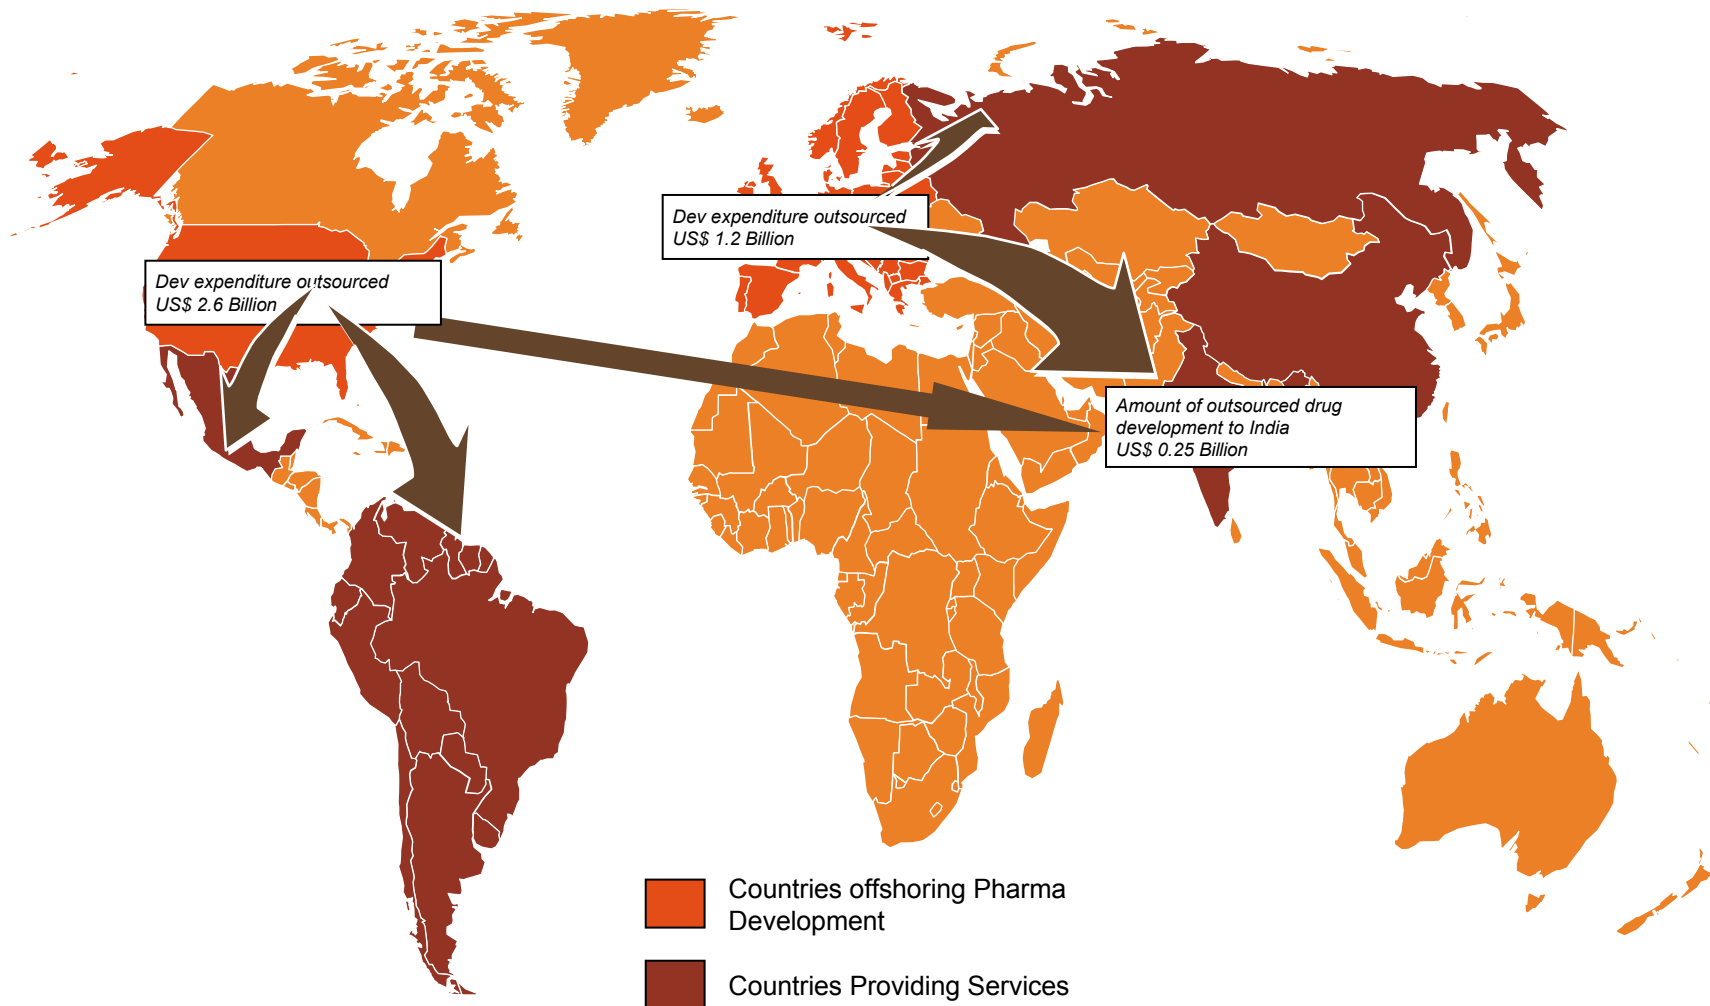 Dev expenditure outsourced
US$ 1.2 Billion
Dev expenditure outsourced
US$ 2.6 Billion
Amount of outsourced drug
development to India
US$ 0.25 Billion
Countries offshoring Pharma
Development
Countries Providing Services